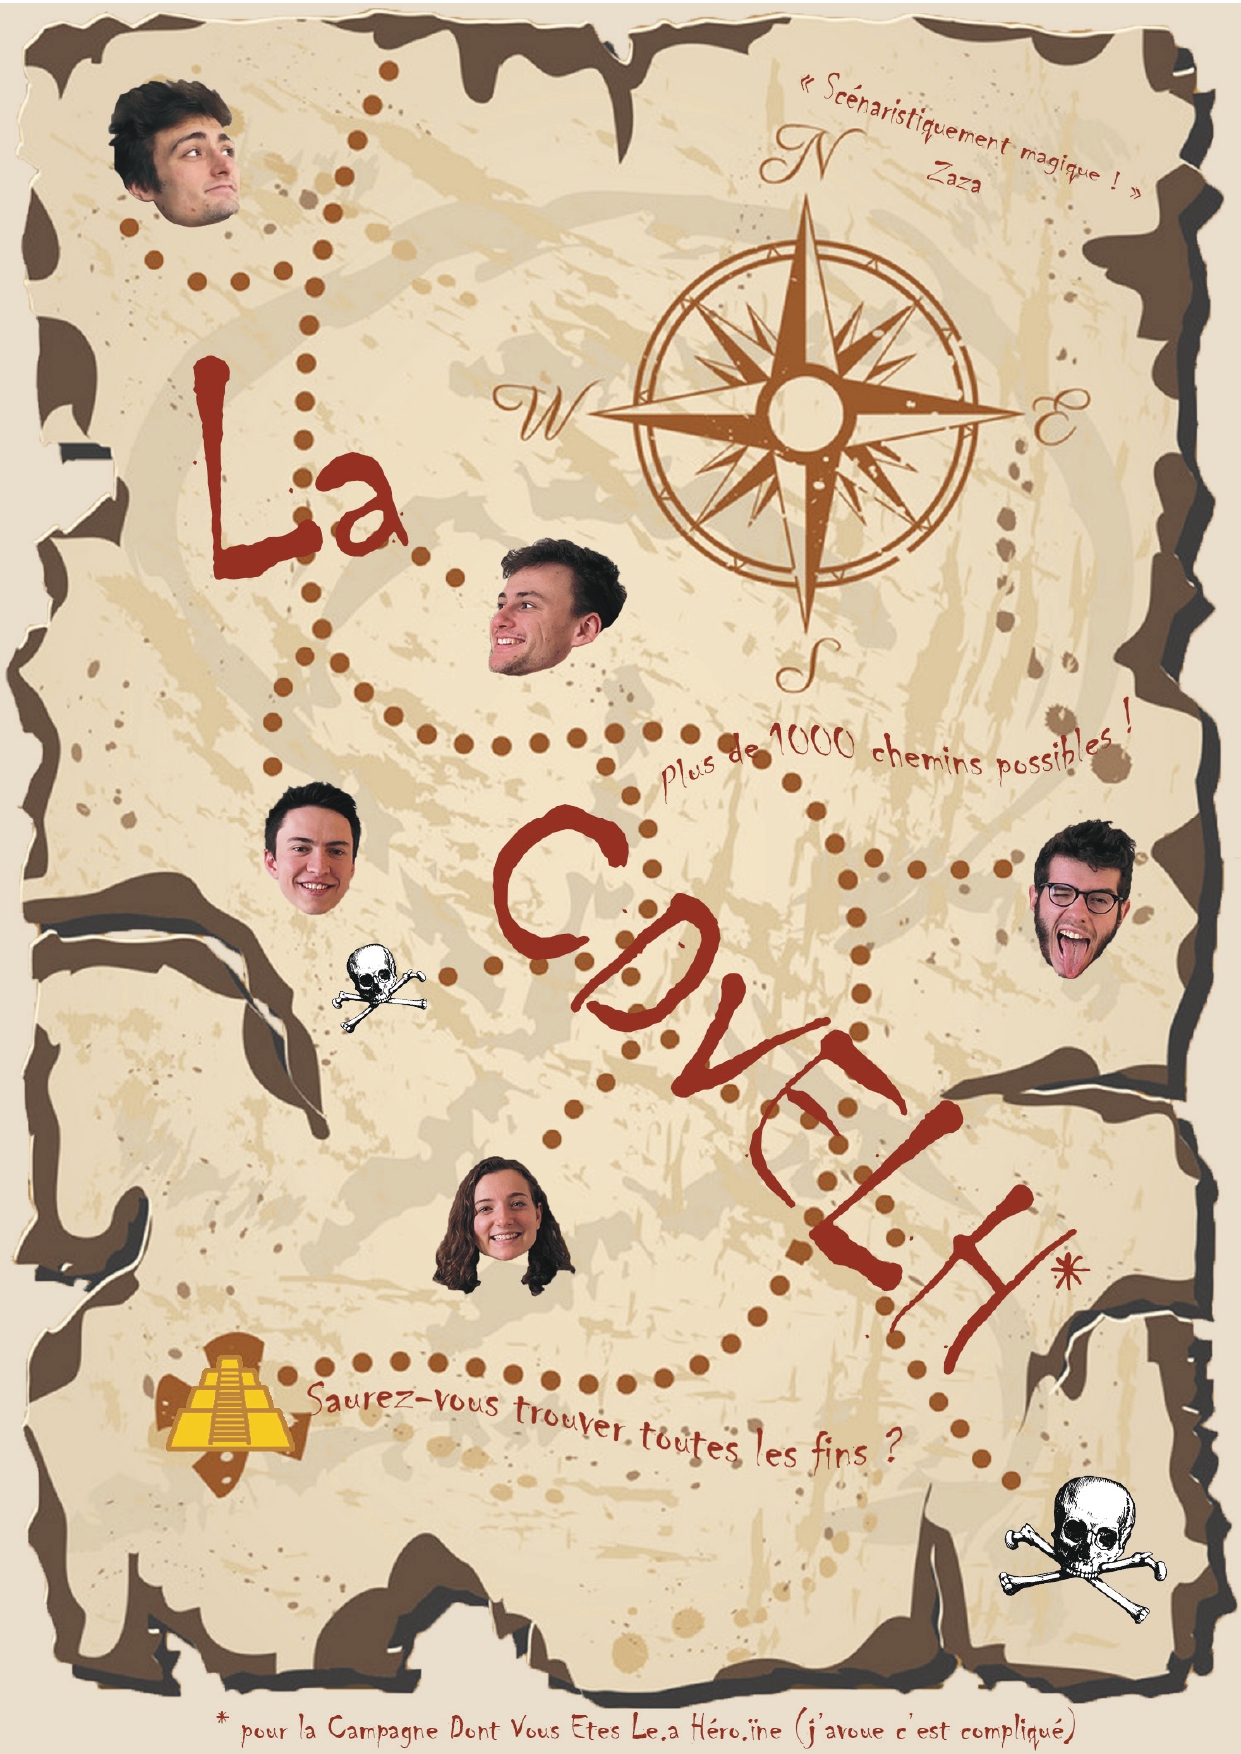 « Scénaristiquement magique ! »
Zaza
N
W
E
S
La
Plus de 1000 chemins possibles !
CDVELH*
Saurez-vous trouver toutes les fins ?
* pour la Campagne Dont Vous Etes Le.a Héro.ïne (j'avoue c'est compliqué)